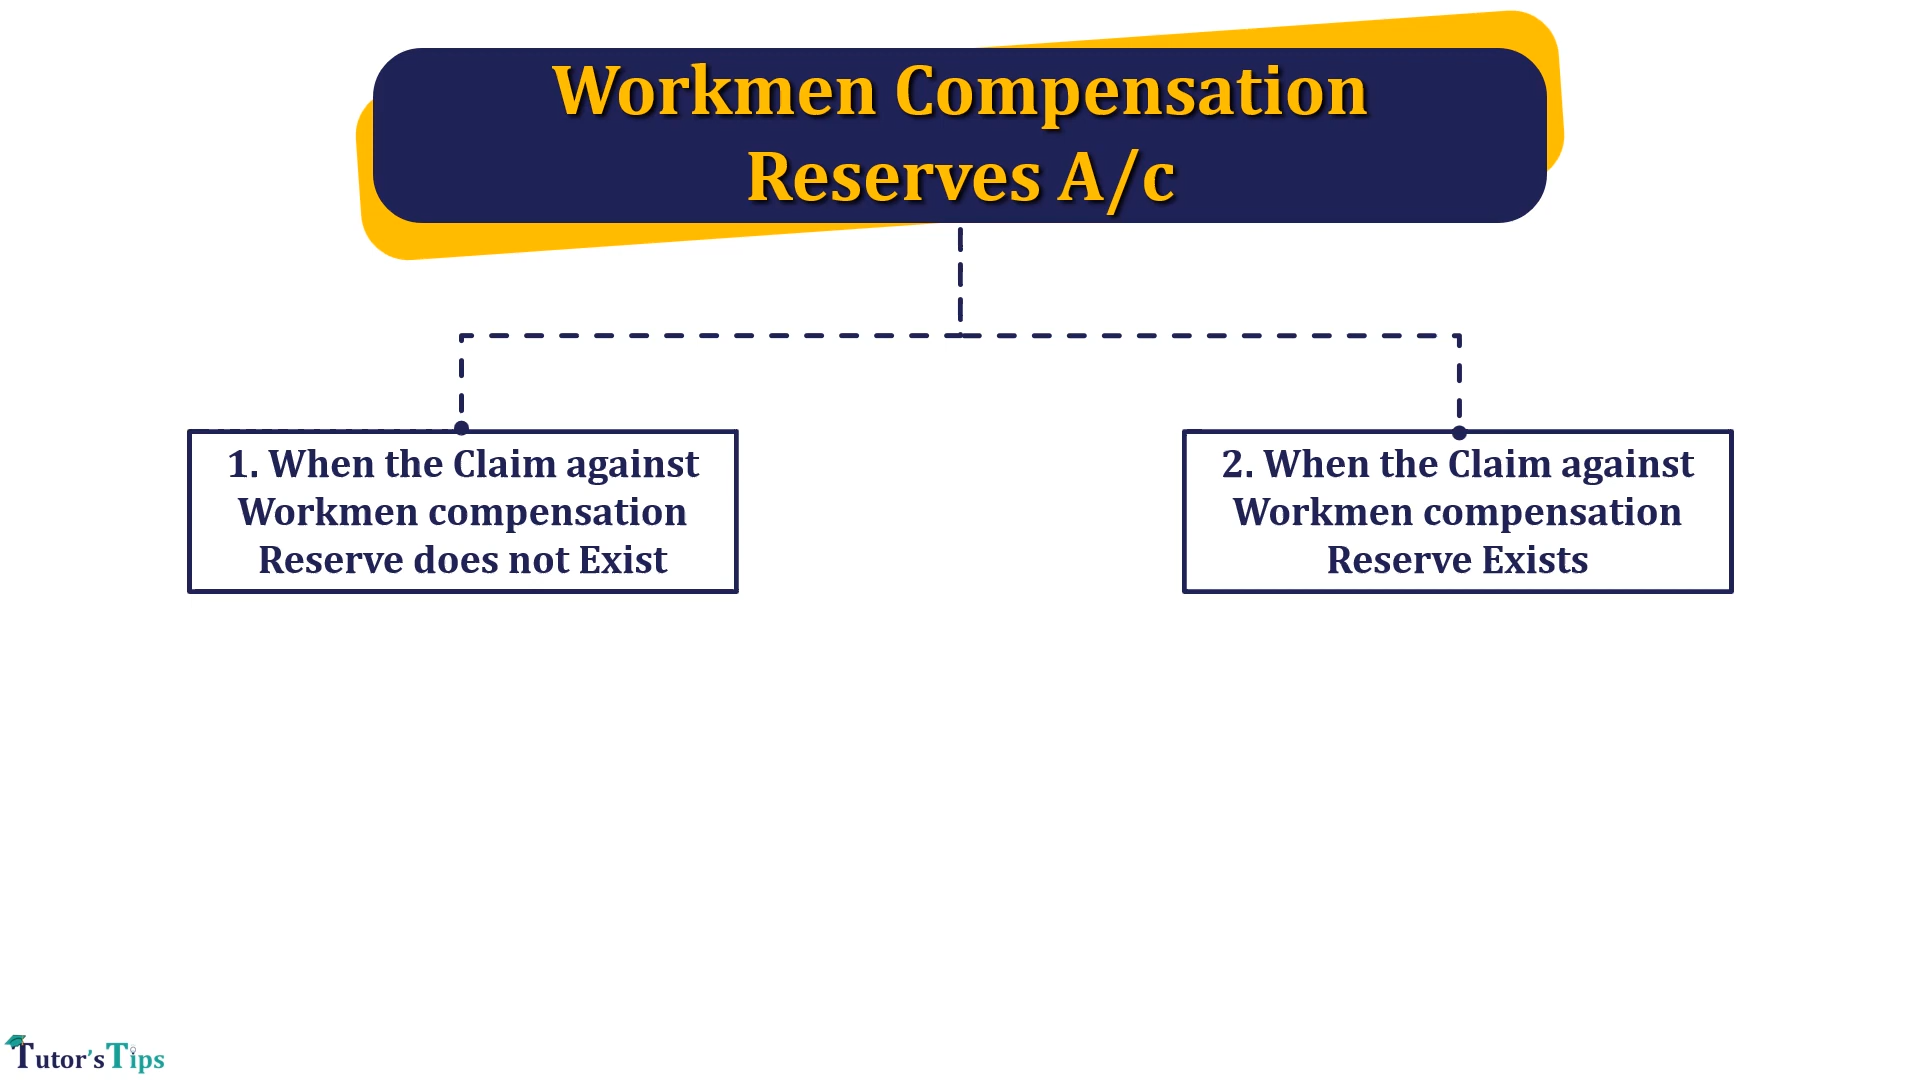 Workmen Compensation
Reserves A/c
1. When the Claim against
Workmen compensation
Reserve does not Exist
2. When the Claim against
Workmen compensation
Reserve Exists
Tutor'sTips